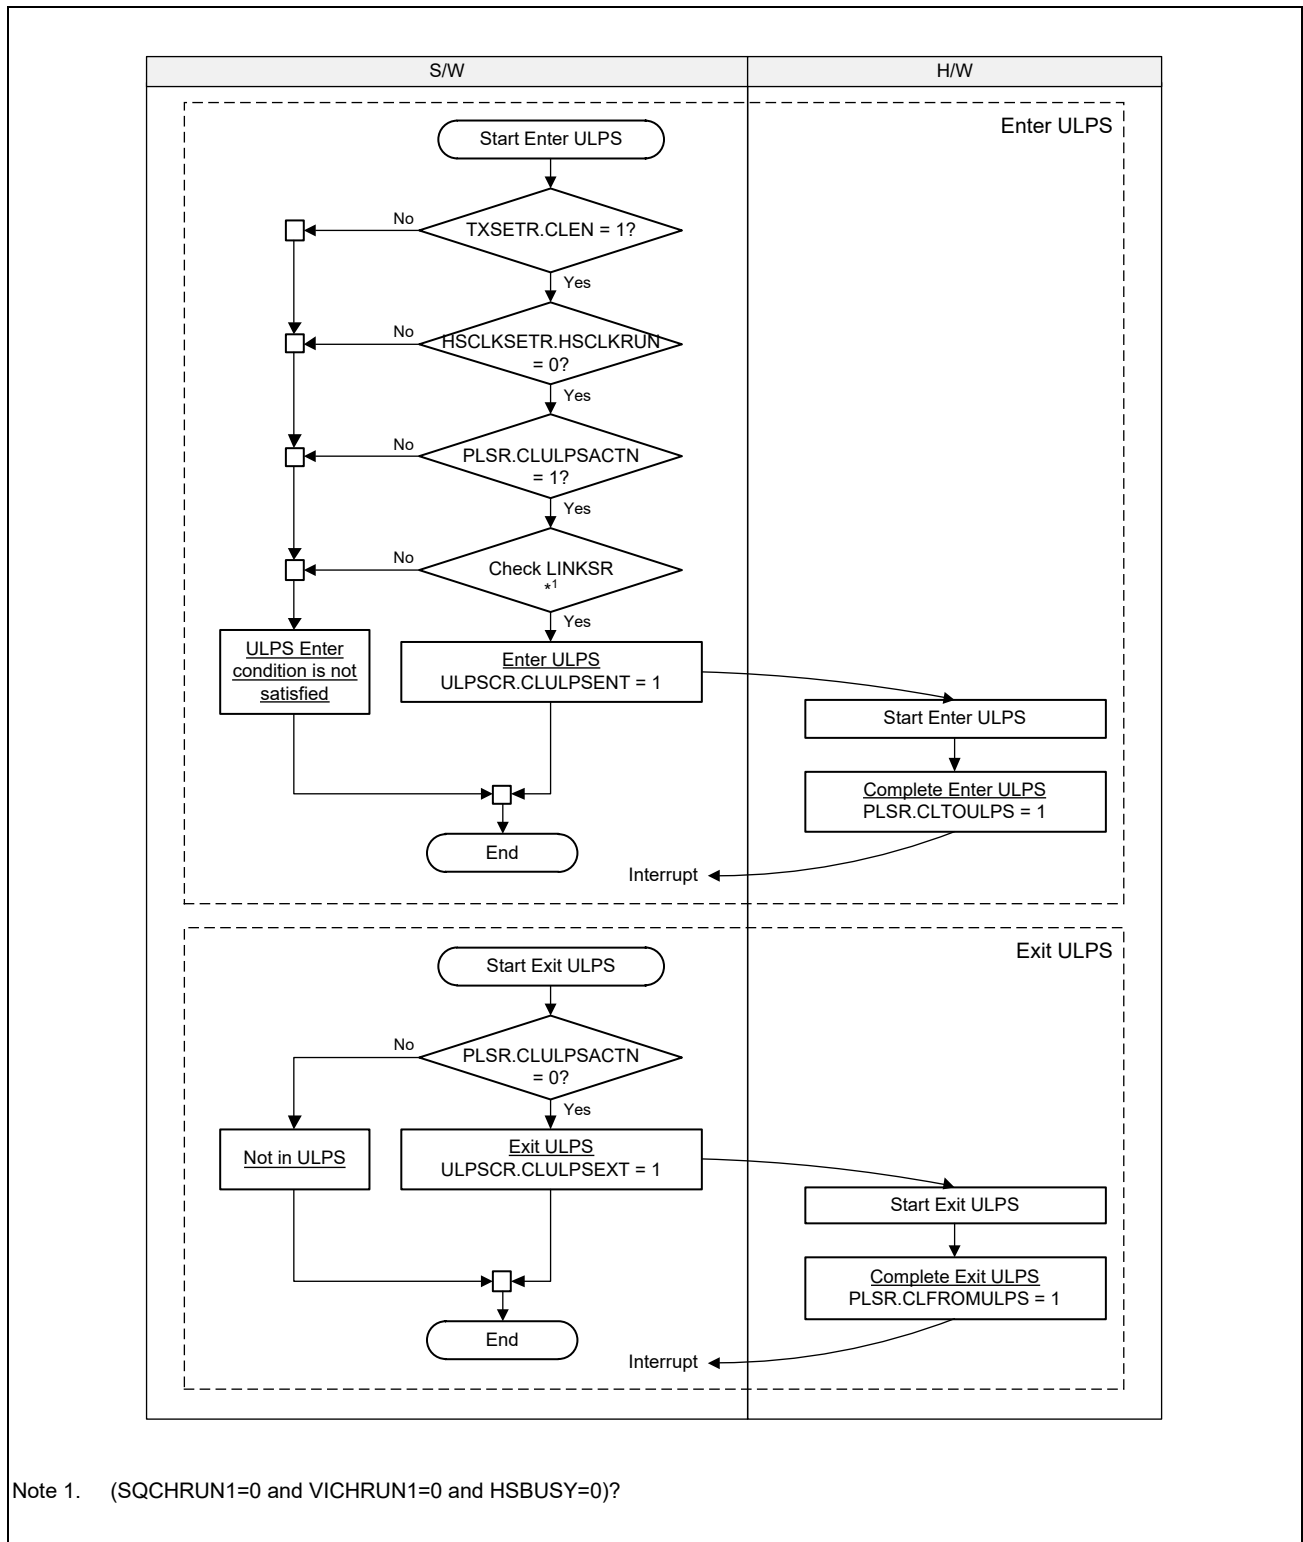 S/W
H/W
Enter ULPS
Start Enter ULPS
TXSETR.CLEN = 1?
No
Yes
HSCLKSETR.HSCLKRUN
= 0?
No
Yes
PLSR.CLULPSACTN
= 1?
No
Yes
Check LINKSR
*1
No
Yes
ULPS Enter
condition is not
satisfied
Enter ULPS
ULPSCR.CLULPSENT = 1
Start Enter ULPS
Complete Enter ULPS
PLSR.CLTOULPS = 1
End
Interrupt
Exit ULPS
Start Exit ULPS
PLSR.CLULPSACTN
= 0?
No
Yes
Not in ULPS
Exit ULPS
ULPSCR.CLULPSEXT = 1
Start Exit ULPS
Complete Exit ULPS
PLSR.CLFROMULPS = 1
End
Interrupt
Note 1. (SQCHRUN1=0 and VICHRUN1=0 and HSBUSY=0)?